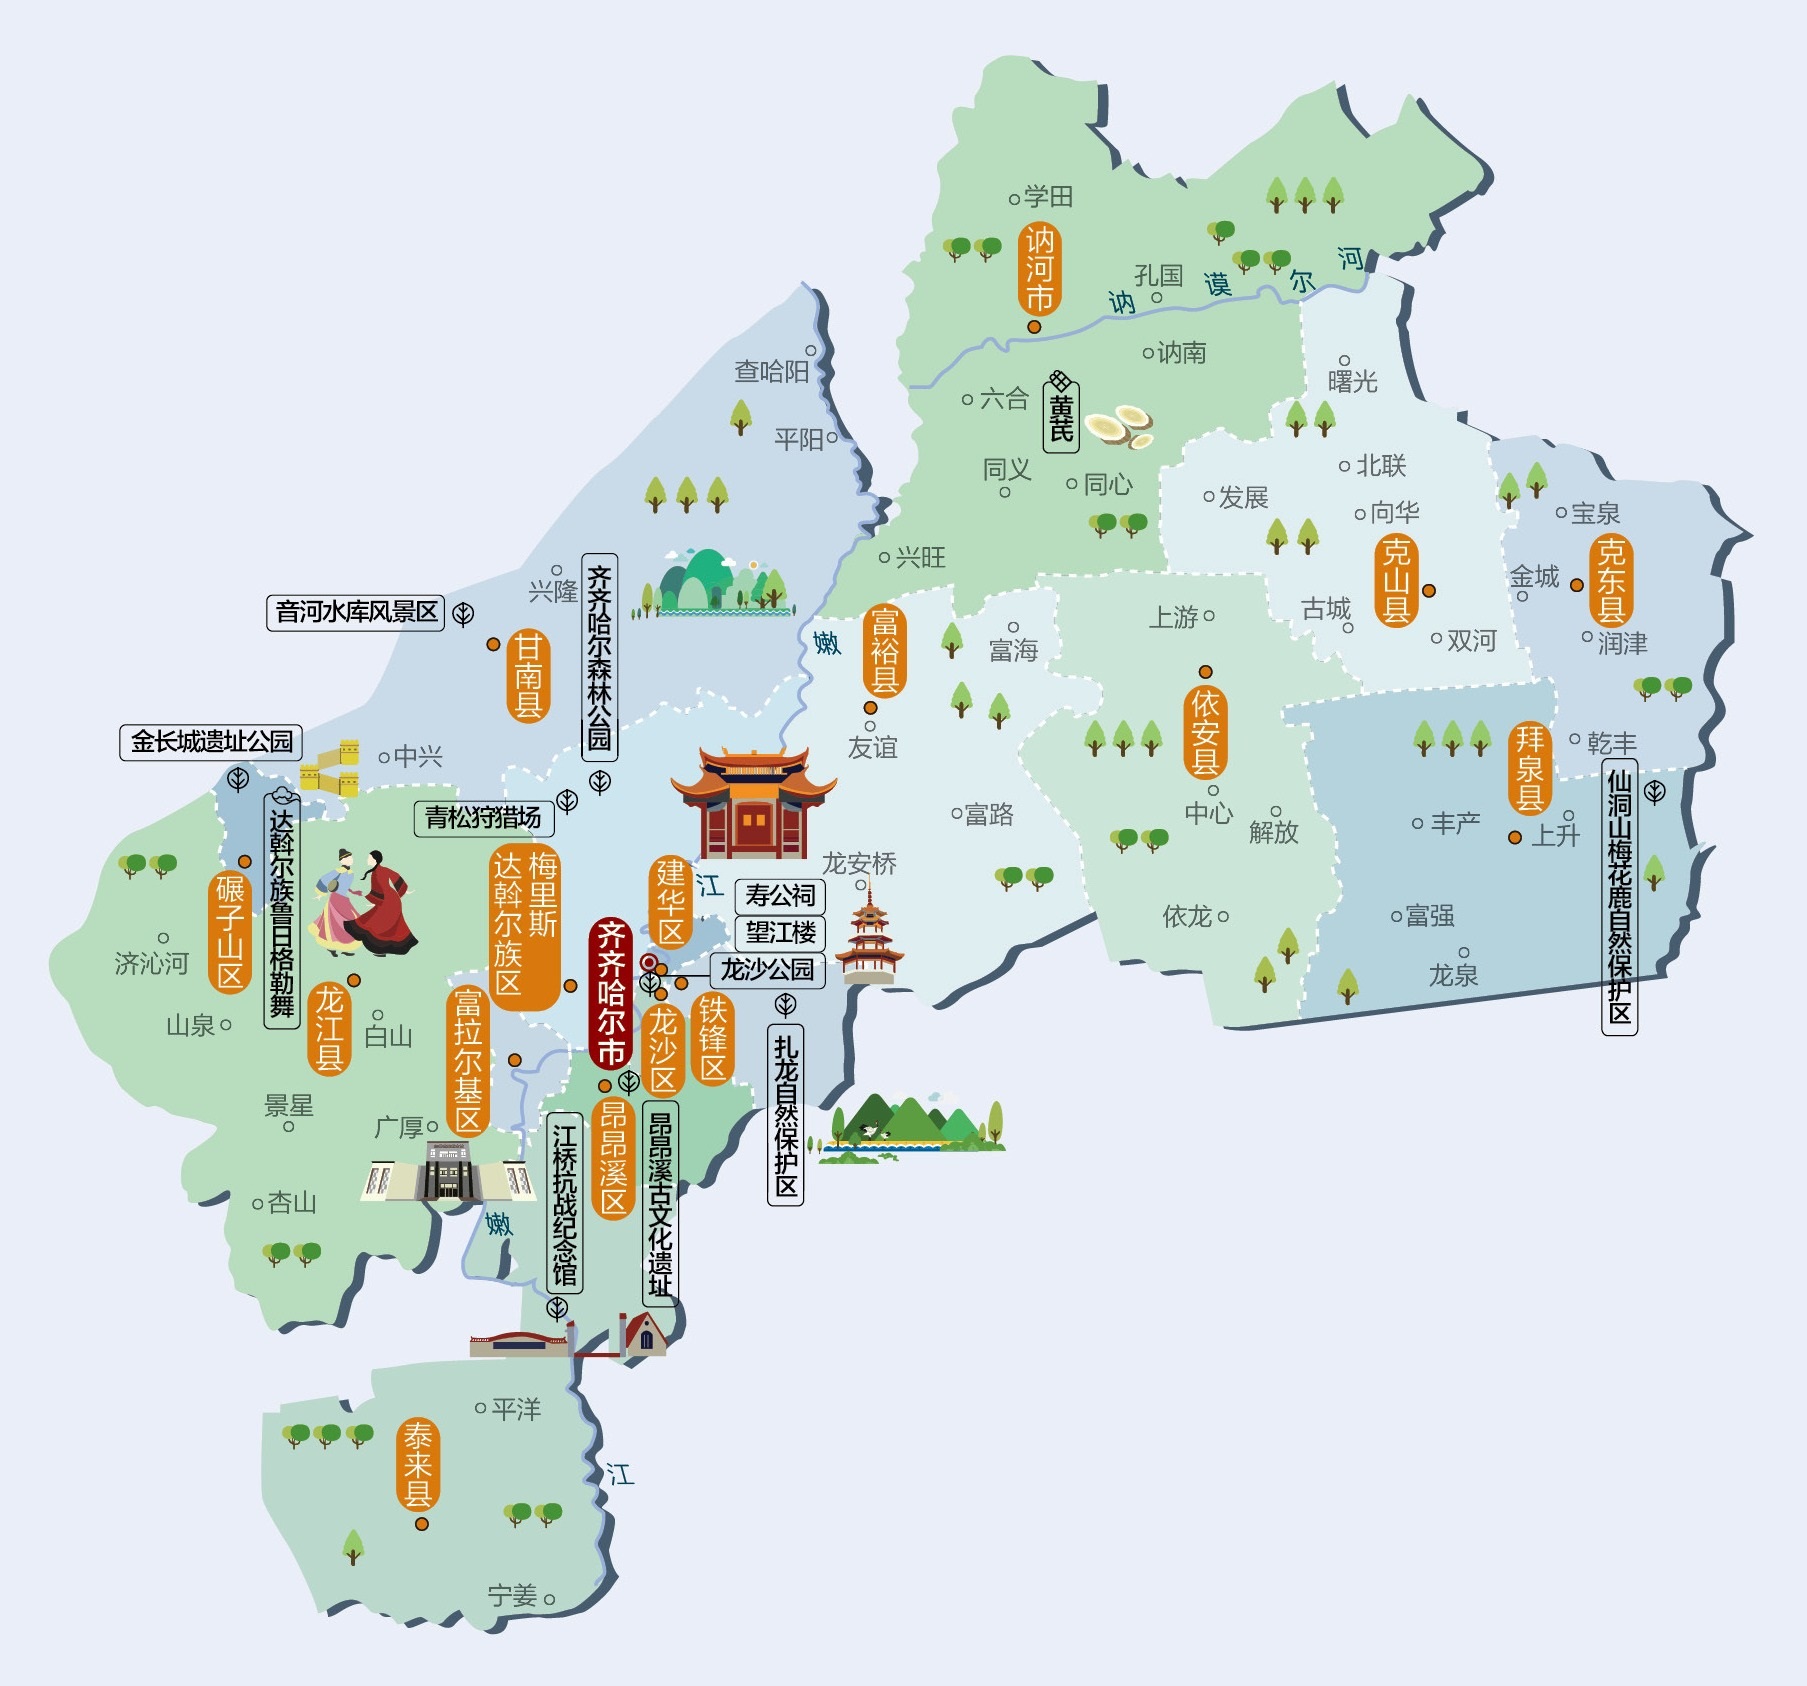 学田
讷河市
孔国
讷谟尔河
讷南
曙光
查哈阳
六合
黄芪
平阳
同义
同心
北联
发展
向华
宝泉
克山县
克东县
兴旺
金城
兴隆
齐齐哈尔森林公园
音河水库风景区
甘南县
嫩
富裕县
富海
上游
古城
双河
润津
依安县
友谊
金长城遗址公园
中兴
拜泉县
乾丰
仙洞山梅花鹿自然保护区
青松狩猎场
富路
中心
解放
丰产
上升
达斡尔族鲁日格勒舞
梅里斯
达斡尔族区
建华区
江
龙安桥
寿公祠
望江楼
龙沙公园
碾子山区
依龙
富强
龙泉
济沁河
齐齐哈尔市
山泉
龙江县
白山
富拉尔基区
龙沙区
铁锋区
扎龙自然保护区
景星
广厚
江桥抗战纪念馆
昂昂溪区
昂昂溪古文化遗址
杏山
嫩
平洋
泰来县
江
宁姜